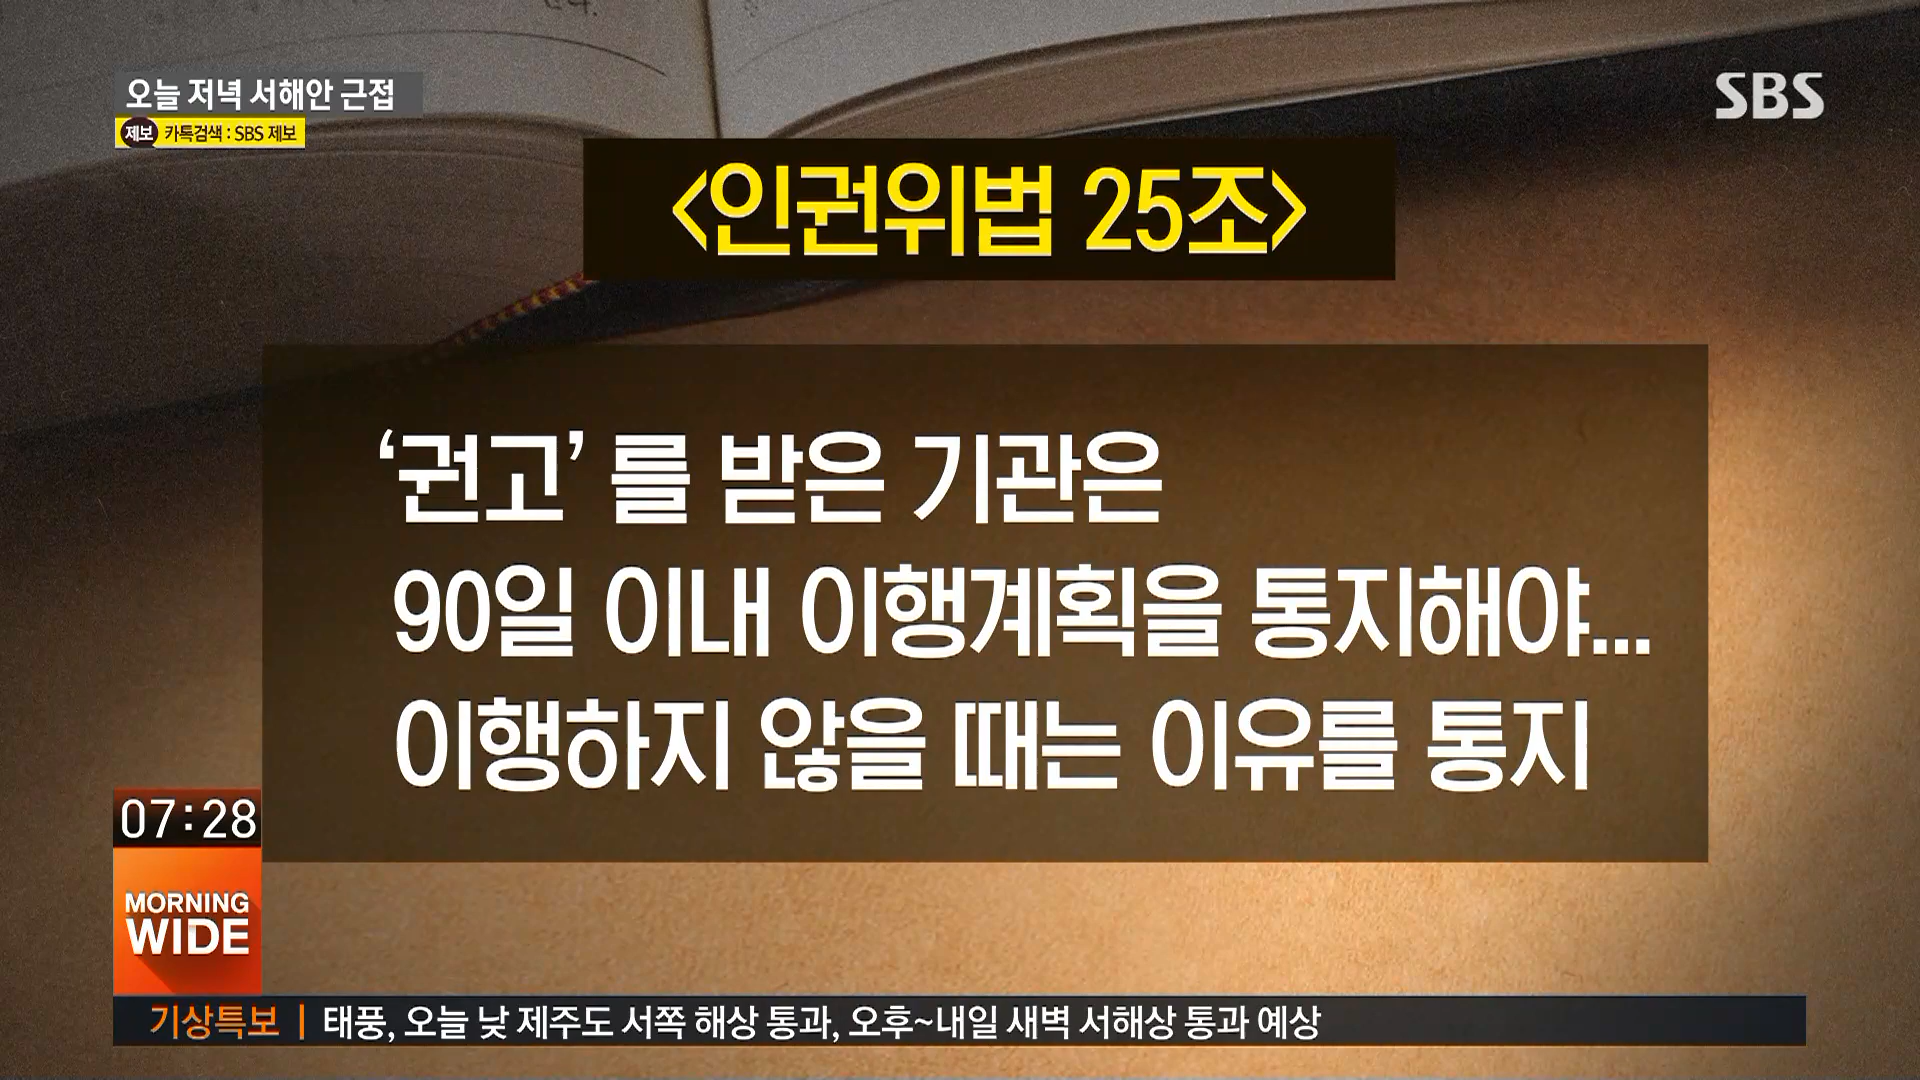 오늘 저녁 서해안 근접
제보 카톡검색 : SBS 제보
SBS
<인권위법 25조>
‘권고’ 를 받은 기관은
90일 이내 이행계획을 통지해야...
이행하지 않을 때는 이유를 통지
07:28
MORNING
WIDE
기상특보 | 태풍, 오늘 낮 제주도 서쪽 해상 통과, 오후~내일 새벽 서해상 통과 예상